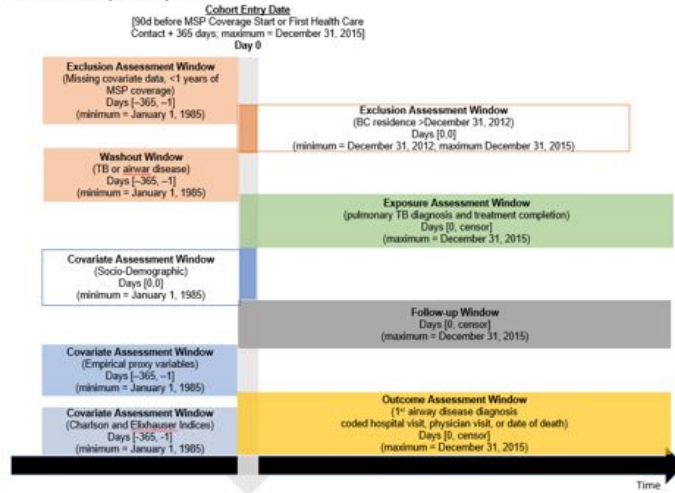 Cohort Entry Date
[90d before MSP Coverage Start or First Health Care
Contact + 365 days; maximum = December 31, 2015]
Day 0
Exclusion Assessment Window
(Missing covariate data, <1 years of
MSP coverage)
Days [–365, –1]
(minimum = January 1, 1985)
Exclusion Assessment Window
(BC residence >December 31, 2012)
Days [0,0]
(minimum = December 31, 2012; maximum December 31, 2015)
Washout Window
(TB or airwar disease)
Days [–365, –1]
(minimum = January 1, 1985)
Exposure Assessment Window
(pulmonary TB diagnosis and treatment completion)
Days [0, censor]
(maximum = December 31, 2015)
Covariate Assessment Window
(Socio-Demographic)
Days [0,0]
(minimum = January 1, 1985)
Follow-up Window
Days [0, censor]
(maximum = December 31, 2015)
Covariate Assessment Window
(Empirical proxy variables)
Days [–365, –1]
(minimum = January 1, 1985)
Outcome Assessment Window
(1st airway disease diagnosis
coded hospital visit, physician visit, or date of death)
Days [0, censor]
(maximum = December 31, 2015)
Covariate Assessment Window
(Charlson and Elixhauser Indices)
Days [-365, -1]
(minimum = January 1, 1985)
Time